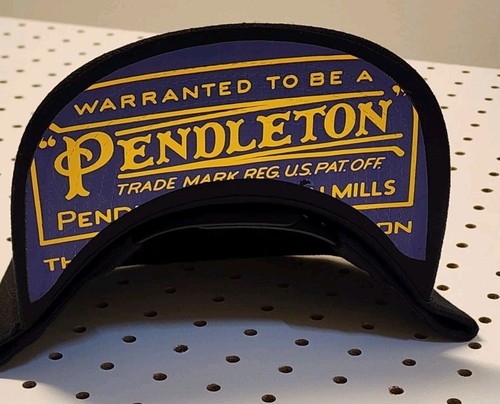 WARRANTED TO BE A
"PENDLETON"
TRADE MARK REG. U.S. PAT. OFF.
MILLS